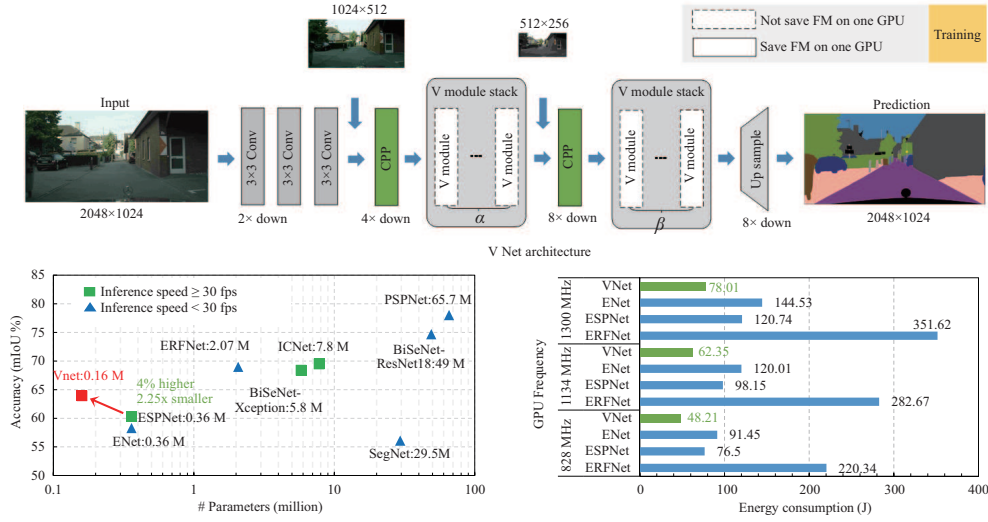 1024×512
512×256
Not save FM on one GPU
Save FM on one GPU
Training
Input
2048×1024
3×3 Conv
3×3 Conv
3×3 Conv
2× down
CPP
4× down
V module stack
V module
V module
α
CPP
8× down
V module stack
V module
V module
β
Up sample
8× down
Prediction
2048×1024
V Net architecture
Accuracy (mIoU %)
85
80
75
70
65
60
55
50
Inference speed ≥ 30 fps
Inference speed < 30 fps
PSPNet:65.7 M
ERFNet:2.07 M
ICNet:7.8 M
BiSeNet-
ResNet18:49 M
Vnet:0.16 M
4% higher
2.25x smaller
BiSeNet-
Xception:5.8 M
ESPNet:0.36 M
ENet:0.36 M
SegNet:29.5M
0.1
1
10
100
# Parameters (million)
GPU Frequency
1300 MHz
VNet
78.01
ENet
144.53
ESPNet
120.74
ERFNet
351.62
1134 MHz
VNet
62.35
ENet
120.01
ESPNet
98.15
ERFNet
282.67
828 MHz
VNet
48.21
ENet
91.45
ESPNet
76.5
ERFNet
220.34
0
100
200
300
400
Energy consumption (J)